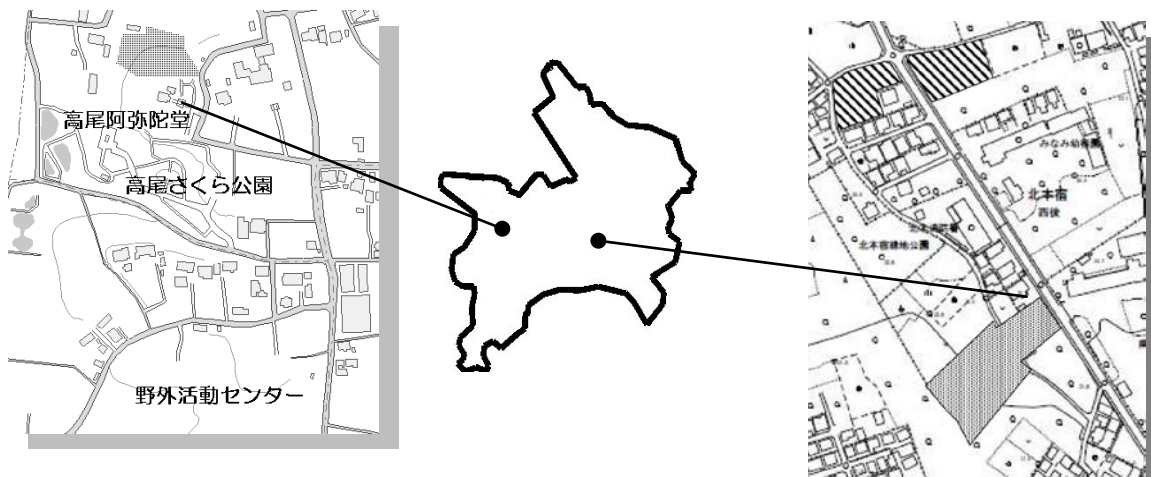 高尾阿弥陀堂
高尾さくら公園
野外活動センター
みなみ幼稚園
北本宿
西後
北本宿緑地公園